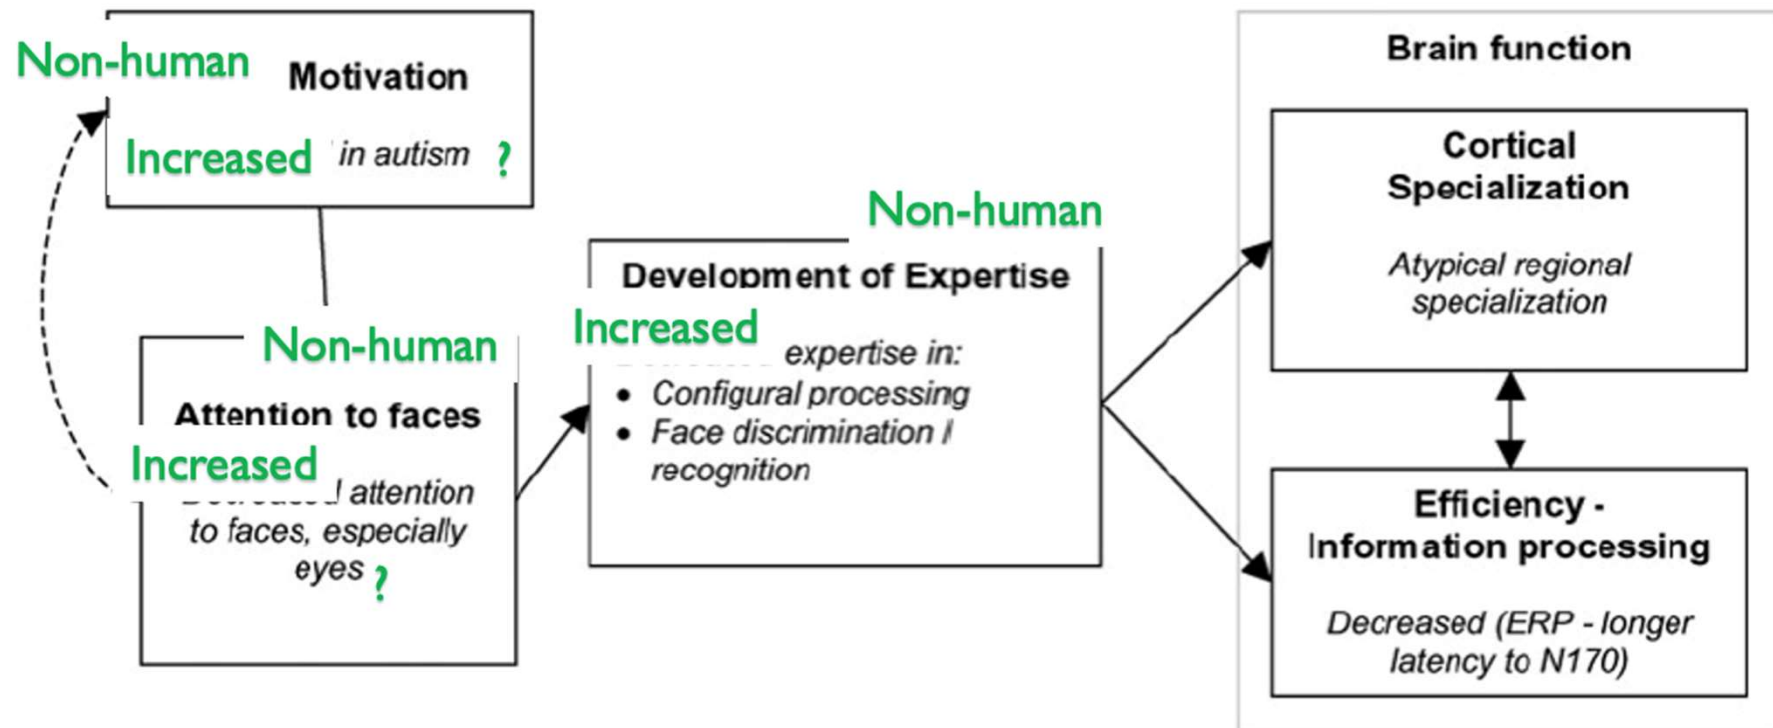 Non-human Motivation
Increased in autism ?
Non-human
Attention to faces
Increased
attention
to faces, especially
eyes ?
Non-human
Development of Expertise
Increased
expertise in:
• Configural processing
• Face discrimination /
recognition
Brain function
Cortical
Specialization
Atypical regional
specialization
Efficiency -
Information processing
Decreased (ERP - longer
latency to N170)